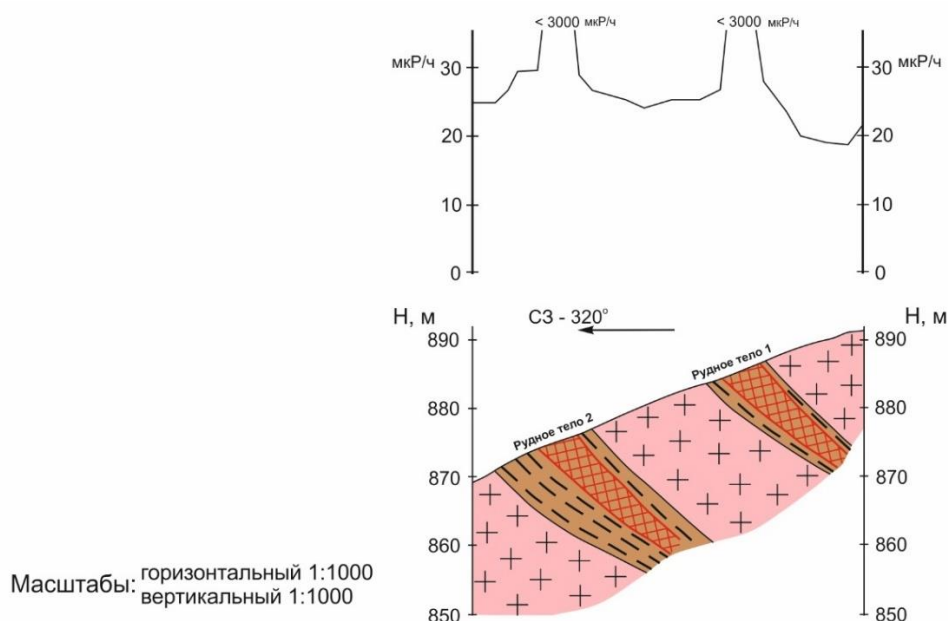 < 3000 мкР/ч
< 3000 мкР/ч
мкР/ч
мкР/ч
30
30
20
20
10
10
0
0
Н, м
СЗ - 320°
Н, м
890
890
Рудное тело 1
880
880
Рудное тело 2
870
870
860
860
Масштабы: горизонтальный 1:1000
вертикальный 1:1000
850
850